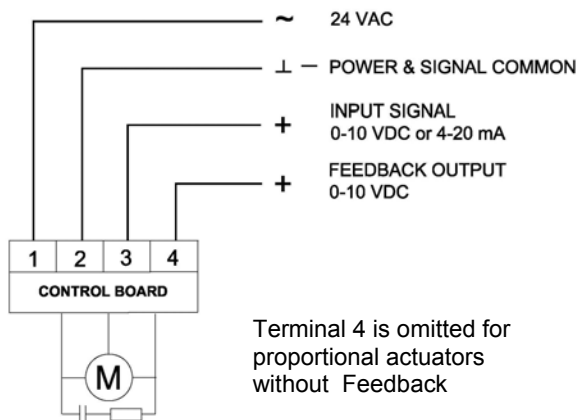 ~ 24 VAC
⊥ — POWER & SIGNAL COMMON
+ INPUT SIGNAL
0-10 VDC or 4-20 mA
+ FEEDBACK OUTPUT
0-10 VDC
1 2 3 4
CONTROL BOARD
M
Terminal 4 is omitted for
proportional actuators
without Feedback